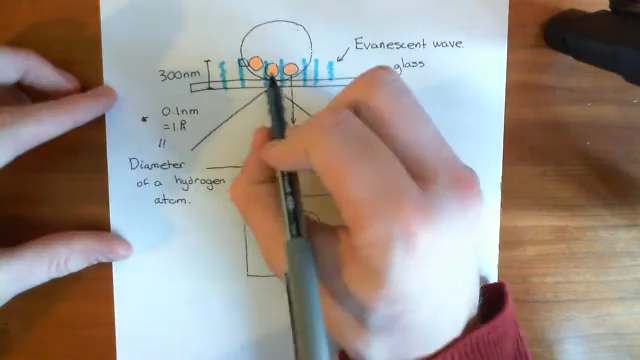 Evanescent wave.
glass
300nm
* 0.1nm
=1Å
"
Diameter
of a hydrogen
atom.